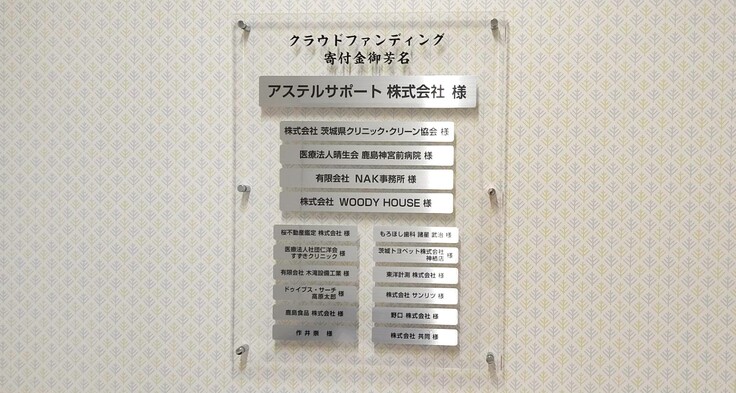 クラウドファンディング
寄付金御芳名
アステルサポート 株式会社 様
株式会社 茨城県クリニック・クリーン協会 様
医療法人晴生会 鹿島神宮前病院 様
有限会社 NAK事務所 様
株式会社 WOODY HOUSE 様
桜不動産鑑定 株式会社 様
医療法人社団仁洋会
すずきクリニック 様
有限会社 木滝設備工業 様
ドゥイブス・サーチ
高原太郎 様
鹿島食品 株式会社 様
作井 様
もろほし歯科 諸星 武治 様
茨城トヨペット株式会社
神栖店 様
東洋計測 株式会社 様
株式会社 サンリツ 様
野口 株式会社 様
株式会社 共同 様